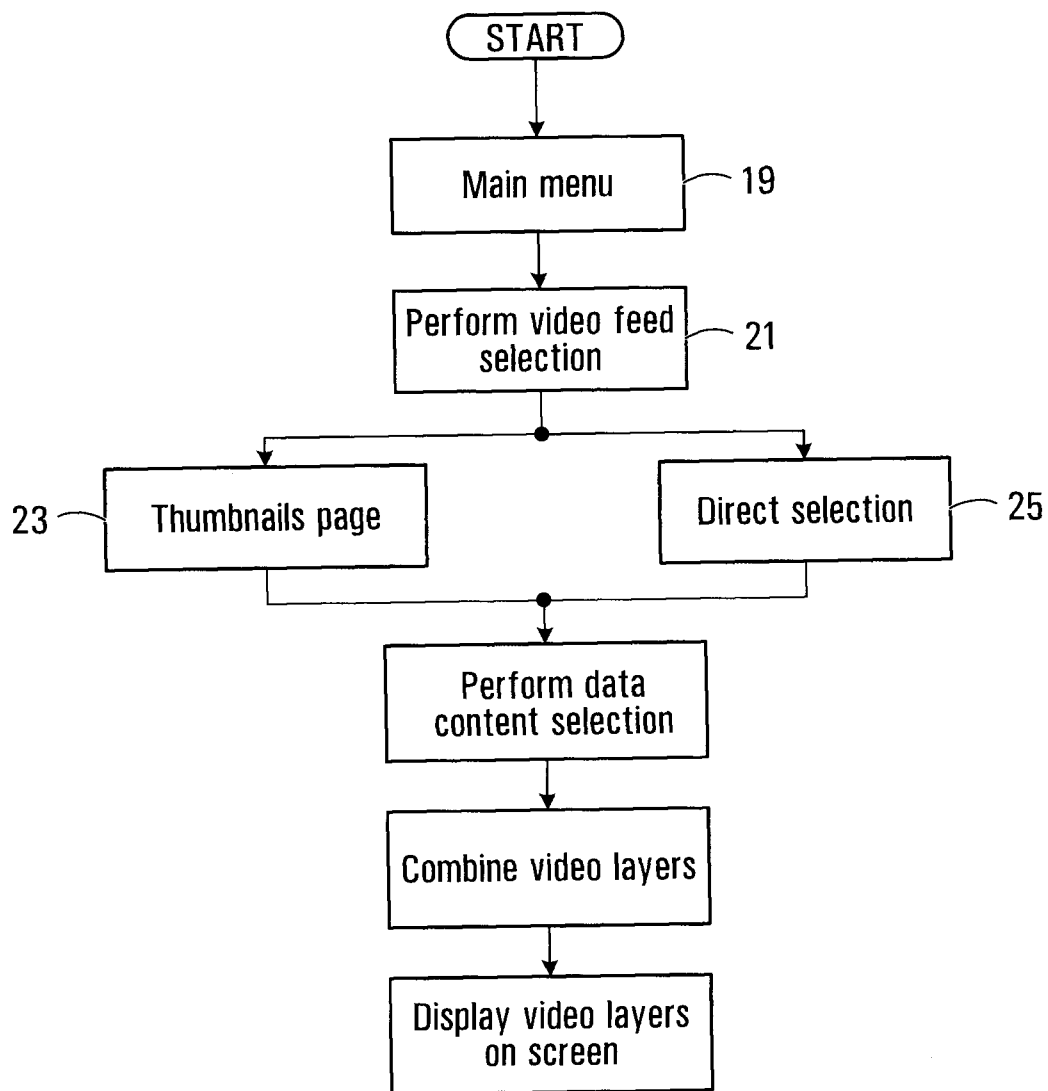 START
Main menu
19
Perform video feed
selection
21
23
Thumbnails page
Direct selection
25
Perform data
content selection
Combine video layers
Display video layers
on screen